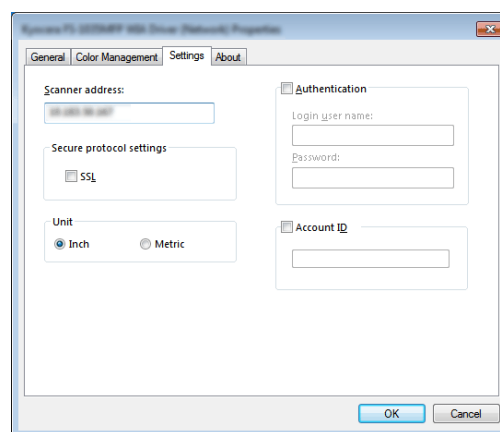 General Color Management Settings About
Scanner address:
Secure protocol settings
SSL
Unit
Inch Metric
Authentication
Login user name:
Password:
Account ID
OK Cancel